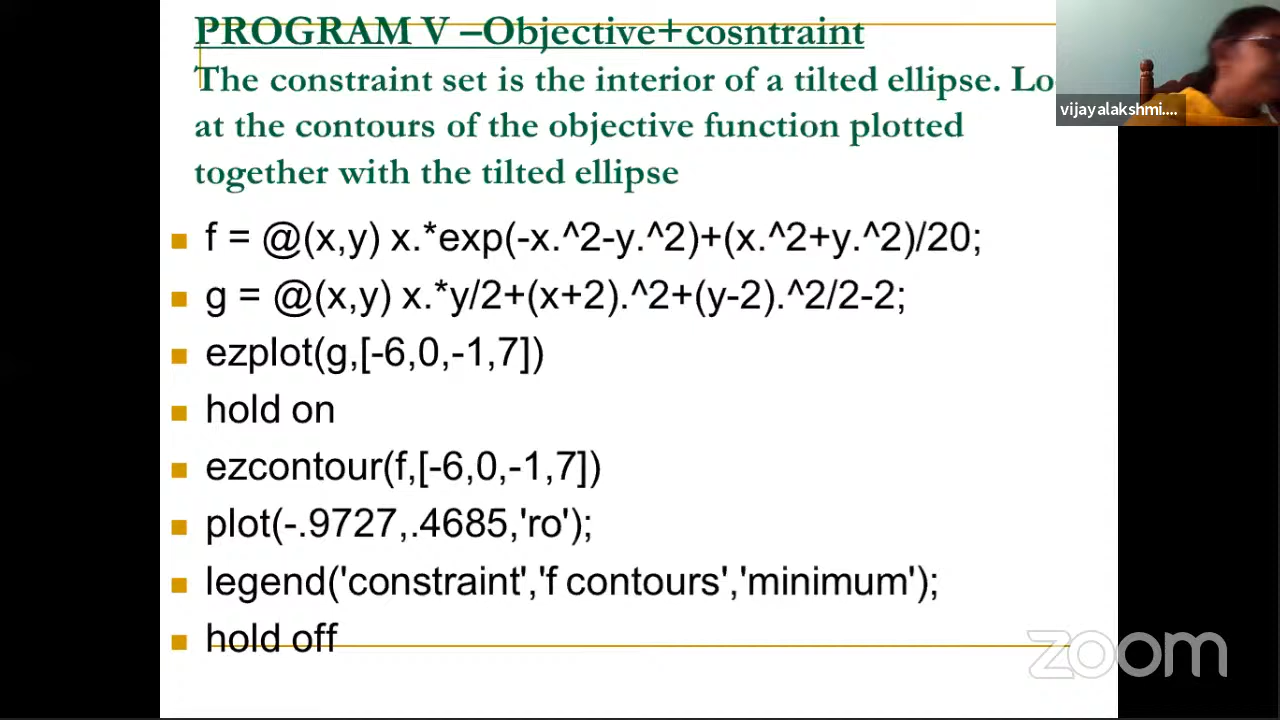 PROGRAM V –Objective+cosntraint
The constraint set is the interior of a tilted ellipse. Lo
at the contours of the objective function plotted
together with the tilted ellipse
f = @(x,y) x.*exp(-x.^2-y.^2)+(x.^2+y.^2)/20;
g = @(x,y) x.*y/2+(x+2).^2+(y-2).^2/2-2;
ezplot(g,[-6,0,-1,7])
hold on
ezcontour(f,[-6,0,-1,7])
plot(-.9727,.4685,'ro');
legend('constraint','f contours','minimum');
hold off
vijayalakshmi....
zoom